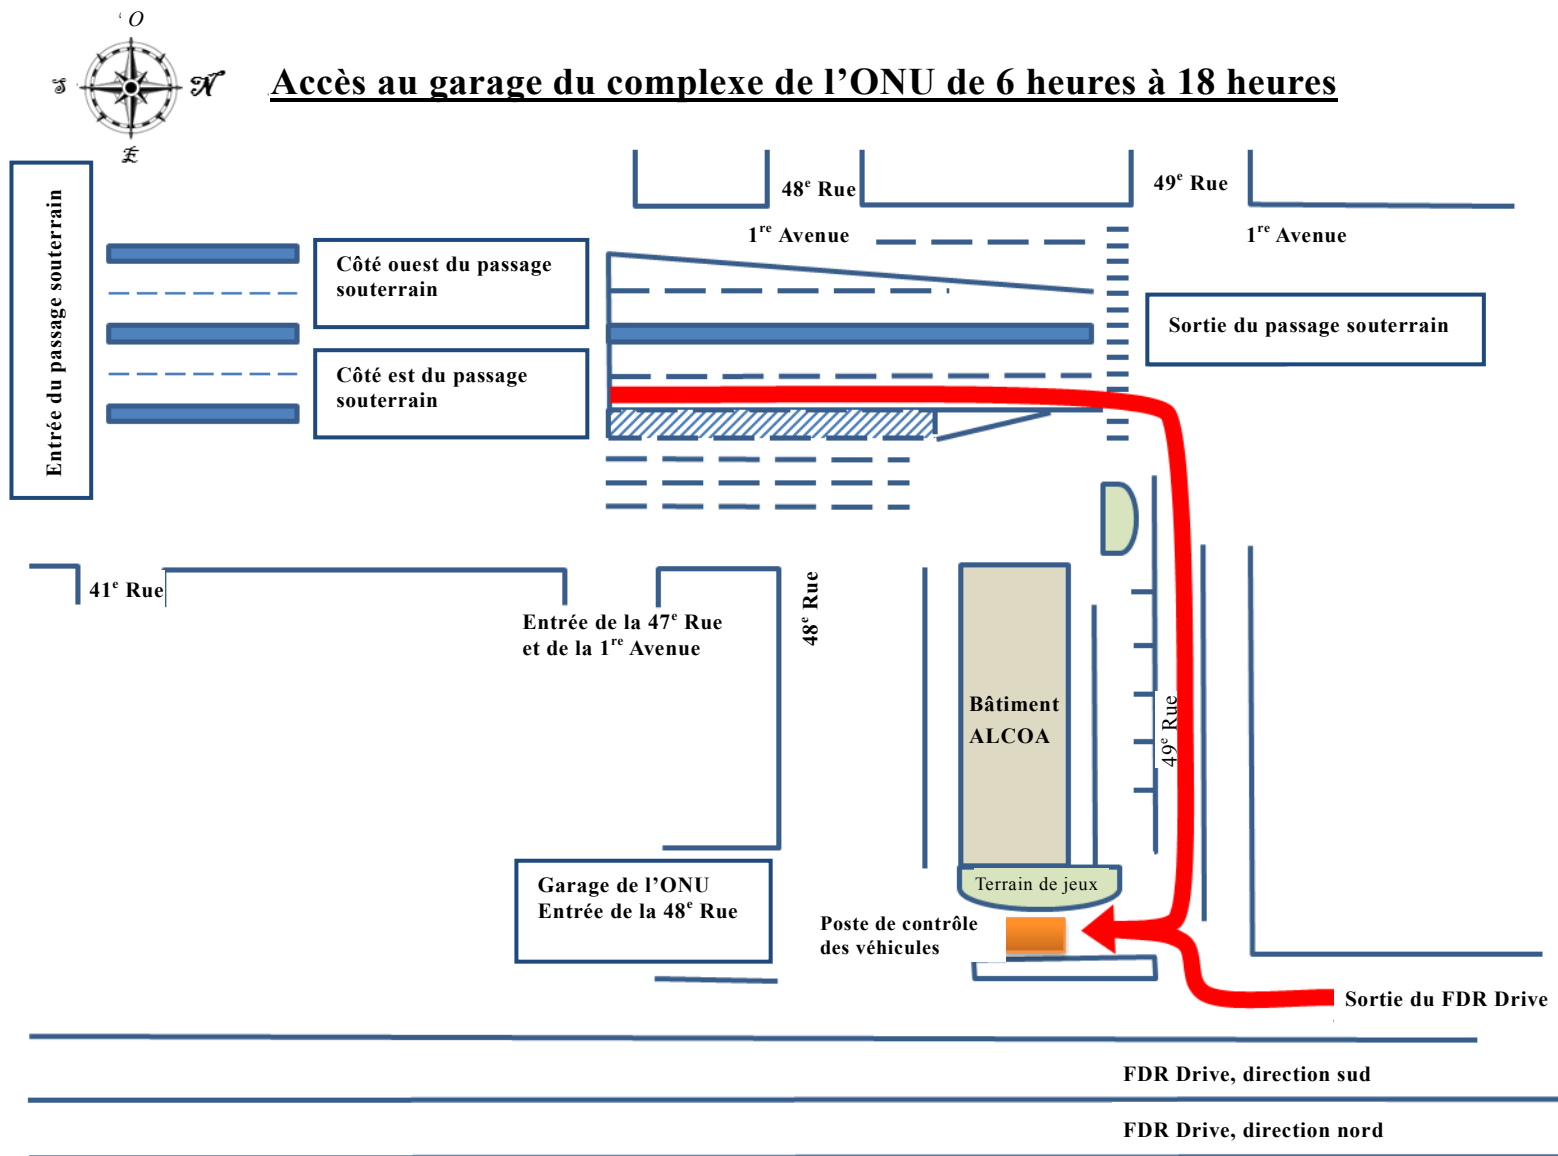 O
S
N
E
Accès au garage du complexe de l’ONU de 6 heures à 18 heures
Entrée du passage souterrain
Côté ouest du passage
souterrain
Côté est du passage
souterrain
48e Rue
49e Rue
1re Avenue
1re Avenue
Sortie du passage souterrain
41e Rue
Entrée de la 47e Rue
et de la 1re Avenue
48e Rue
Bâtiment
ALCOA
49e Rue
Garage de l’ONU
Entrée de la 48e Rue
Terrain de jeux
Poste de contrôle
des véhicules
Sortie du FDR Drive
FDR Drive, direction sud
FDR Drive, direction nord